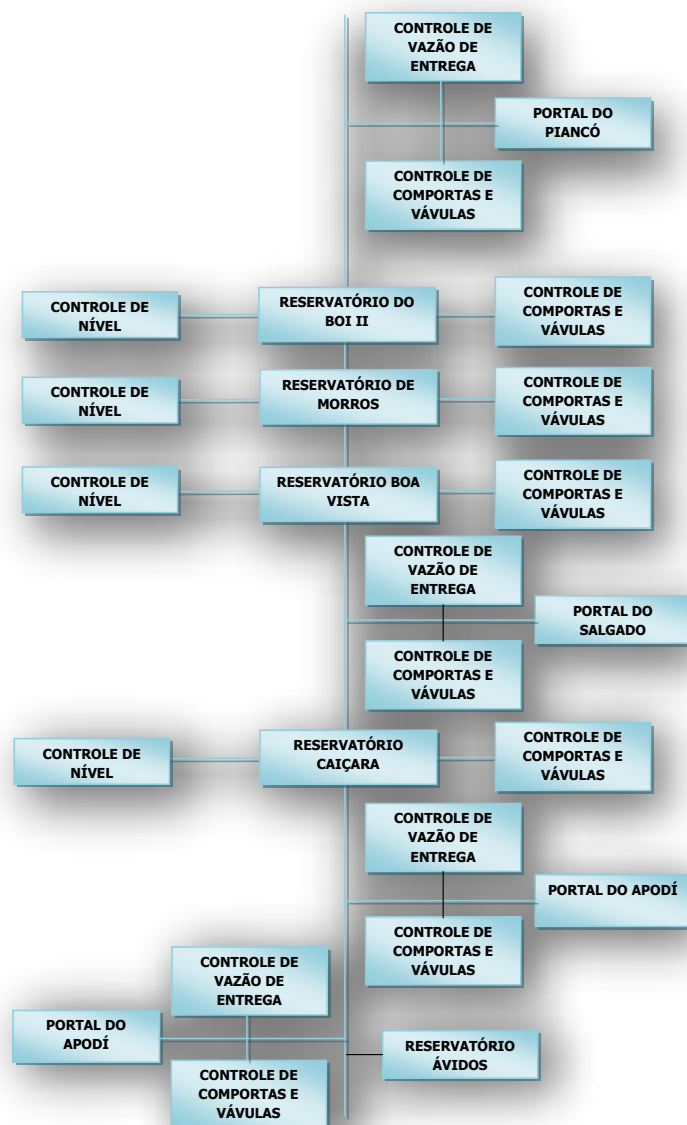 CONTROLE DE
VAZÃO DE
ENTREGA
PORTAL DO
PIANCÓ
CONTROLE DE
COMPORTAS E
VÁVULAS
CONTROLE DE
NÍVEL
RESERVATÓRIO DO
BOI II
CONTROLE DE
COMPORTAS E
VÁVULAS
CONTROLE DE
NÍVEL
RESERVATÓRIO DE
MORROS
CONTROLE DE
COMPORTAS E
VÁVULAS
CONTROLE DE
NÍVEL
RESERVATÓRIO BOA
VISTA
CONTROLE DE
COMPORTAS E
VÁVULAS
CONTROLE DE
VAZÃO DE
ENTREGA
PORTAL DO
SALGADO
CONTROLE DE
COMPORTAS E
VÁVULAS
CONTROLE DE
NÍVEL
RESERVATÓRIO
CAIÇARA
CONTROLE DE
COMPORTAS E
VÁVULAS
CONTROLE DE
VAZÃO DE
ENTREGA
PORTAL DO APODÍ
CONTROLE DE
COMPORTAS E
VÁVULAS
CONTROLE DE
VAZÃO DE
ENTREGA
PORTAL DO
APODÍ
RESERVATÓRIO
ÁVIDOS
CONTROLE DE
COMPORTAS E
VÁVULAS